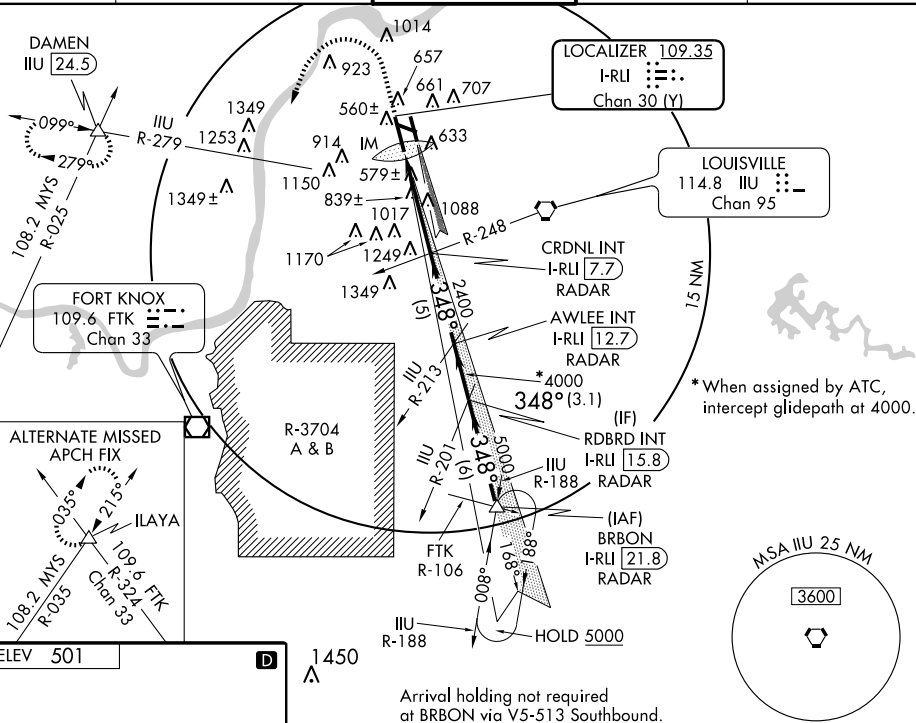 1014
DAMEN
IIU 24.5
923
657
661
707
LOCALIZER 109.35
I-RLI
Chan 30 (Y)
560±
1349
1253
IIU
R-279
099°
279°
914
IM
633
1150
579±
839±
1349±
LOUISVILLE
114.8 IIU
Chan 95
108.2 MYS
R-025
1017
1088
R-248
1170
1249
1349
CRDNL INT
I-RLI 7.7
RADAR
15 NM
348°
(5)
2400
FORT KNOX
109.6 FTK
Chan 33
AWLEE INT
I-RLI 12.7
RADAR
IIU
R-213
*4000
348° (3.1)
* When assigned by ATC,
intercept glidepath at 4000.
R-3704
A & B
(IF)
RDBRD INT
I-RLI 15.8
RADAR
IIU
R-201
(6)
348°
5000
IIU
R-188
ALTERNATE MISSED
APCH FIX
035°
215°
ILAYA
108.2 MYS
R-035
109.6 FTK
R-324
Chan 33
FTK
R-106
(IAF)
BRBON
I-RLI 21.8
RADAR
008°
168°
88°
IIU
R-188
HOLD 5000
MSA IIU 25 NM
3600
ELEV 501
D
1450
Arrival holding not required
at BRBON via V5-513 Southbound.